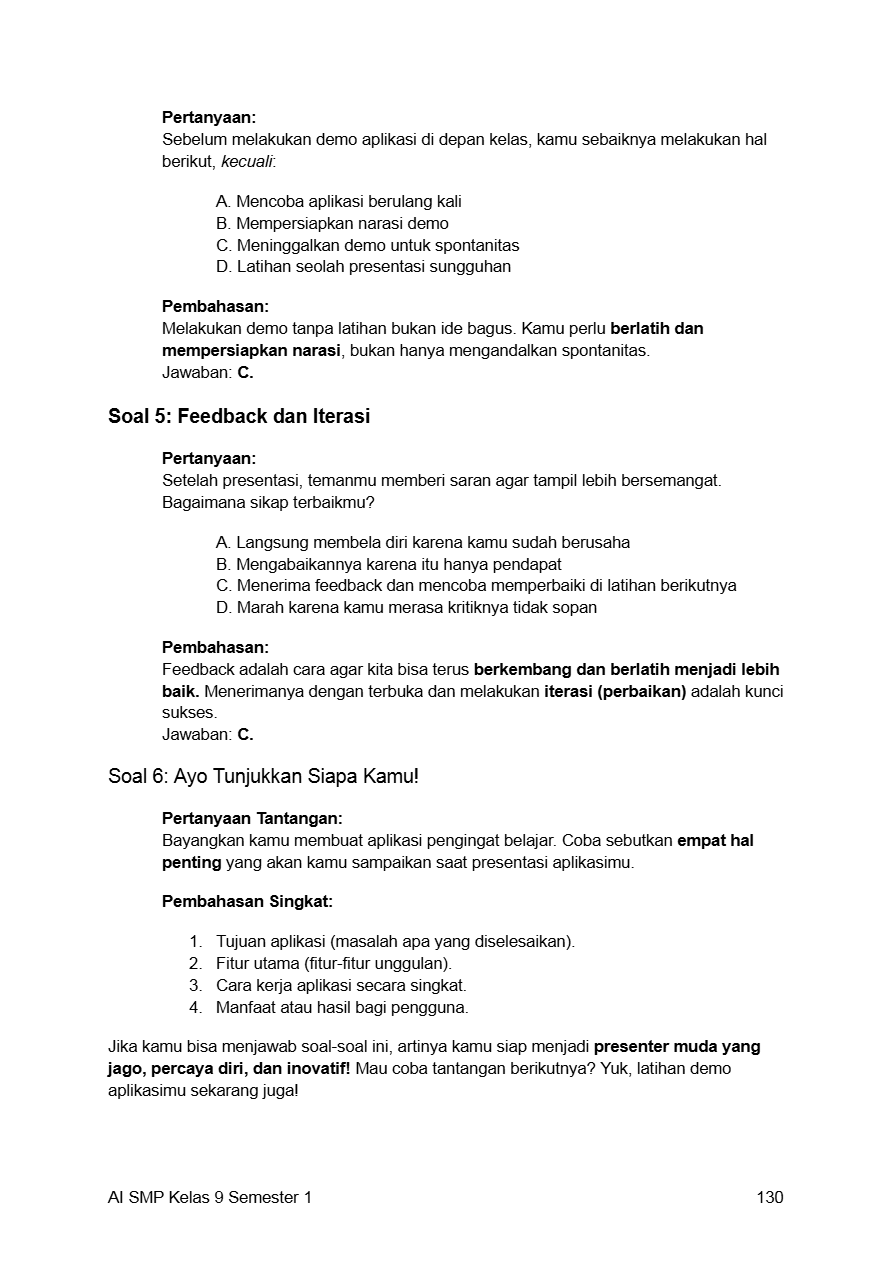 Pertanyaan:
Sebelum melakukan demo aplikasi di depan kelas, kamu sebaiknya melakukan hal
berikut, kecuali:
A. Mencoba aplikasi berulang kali
B. Mempersiapkan narasi demo
C. Meninggalkan demo untuk spontanitas
D. Latihan seolah presentasi sungguhan
Pembahasan:
Melakukan demo tanpa latihan bukan ide bagus. Kamu perlu berlatih dan
mempersiapkan narasi, bukan hanya mengandalkan spontanitas.
Jawaban: C.
Soal 5: Feedback dan Iterasi
Pertanyaan:
Setelah presentasi, temanmu memberi saran agar tampil lebih bersemangat.
Bagaimana sikap terbaikmu?
A. Langsung membela diri karena kamu sudah berusaha
B. Mengabaikannya karena itu hanya pendapat
C. Menerima feedback dan mencoba memperbaiki di latihan berikutnya
D. Marah karena kamu merasa kritiknya tidak sopan
Pembahasan:
Feedback adalah cara agar kita bisa terus berkembang dan berlatih menjadi lebih
baik. Menerimanya dengan terbuka dan melakukan iterasi (perbaikan) adalah kunci
sukses.
Jawaban: C.
Soal 6: Ayo Tunjukkan Siapa Kamu!
Pertanyaan Tantangan:
Bayangkan kamu membuat aplikasi pengingat belajar. Coba sebutkan empat hal
penting yang akan kamu sampaikan saat presentasi aplikasimu.
Pembahasan Singkat:
1. Tujuan aplikasi (masalah apa yang diselesaikan).
2. Fitur utama (fitur-fitur unggulan).
3. Cara kerja aplikasi secara singkat.
4. Manfaat atau hasil bagi pengguna.
Jika kamu bisa menjawab soal-soal ini, artinya kamu siap menjadi presenter muda yang
jago, percaya diri, dan inovatif! Mau coba tantangan berikutnya? Yuk, latihan demo
aplikasimu sekarang juga!
AI SMP Kelas 9 Semester 1 130